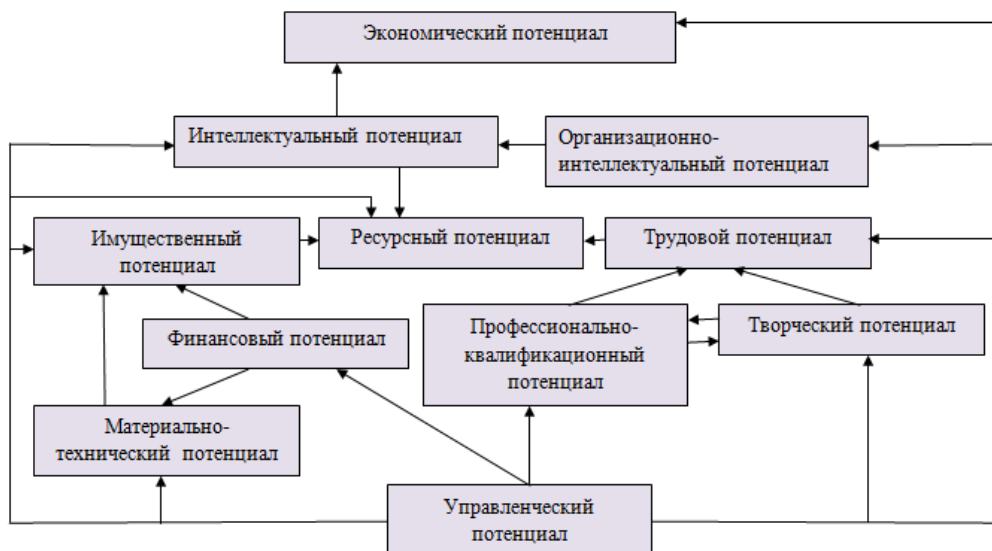 Экономический потенциал
Интеллектуальный потенциал
Организационно-
интеллектуальный потенциал
Имущественный
потенциал
Ресурсный потенциал
Трудовой потенциал
Финансовый потенциал
Профессионально-
квалификационный
потенциал
Творческий потенциал
Материально-
технический потенциал
Управленческий
потенциал